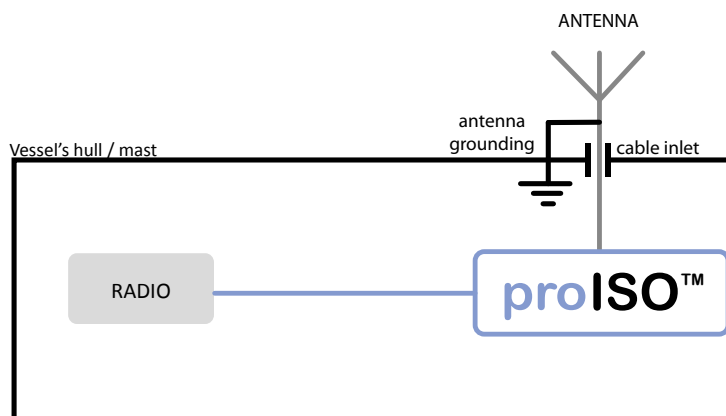 ANTENNA
antenna
grounding
Vessel's hull / mast
cable inlet
RADIO
proISO™